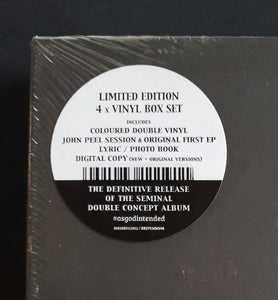 LIMITED EDITION
4 x VINYL BOX SET
INCLUDES
COLOURED DOUBLE VINYL
JOHN PEEL SESSION & ORIGINAL FIRST EP
LYRIC / PHOTO BOOK
DIGITAL COPY (NEW + ORIGINAL VERSIONS)
THE DEFINITIVE RELEASE
OF THE SEMINAL
DOUBLE CONCEPT ALBUM
#asgodintended